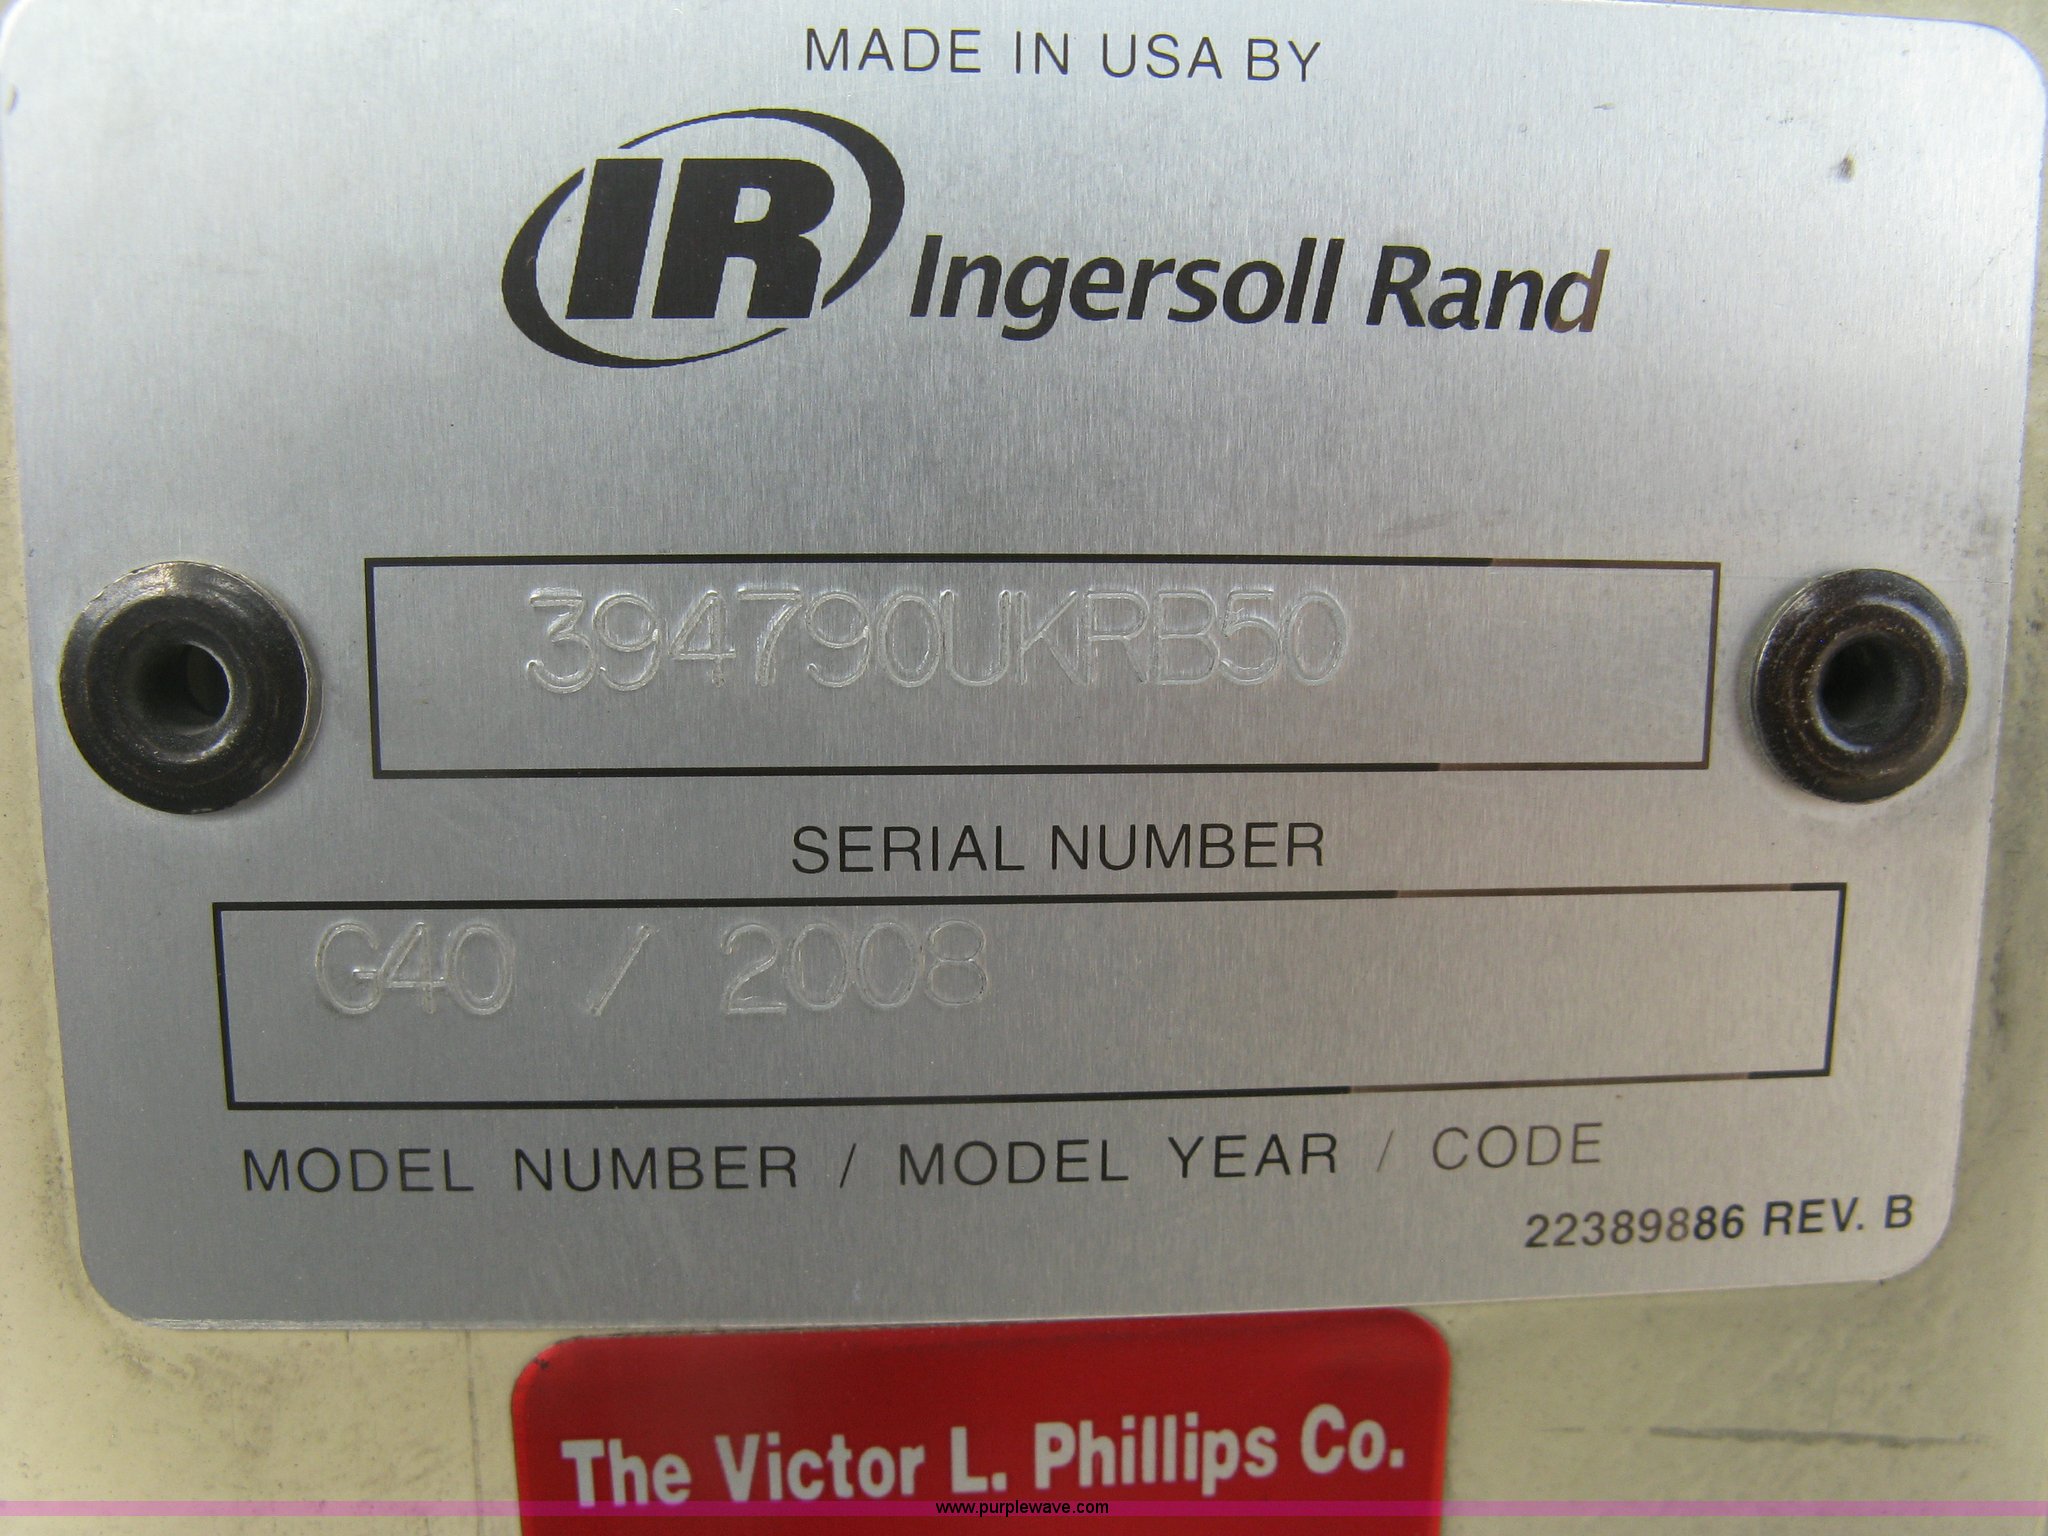 MADE IN USA BY
IR Ingersoll Rand
394790UKRB50
SERIAL NUMBER
G40 / 2008
MODEL NUMBER / MODEL YEAR / CODE
22389886 REV. B
The Victor L. Phillips Co.
www.purplewave.com